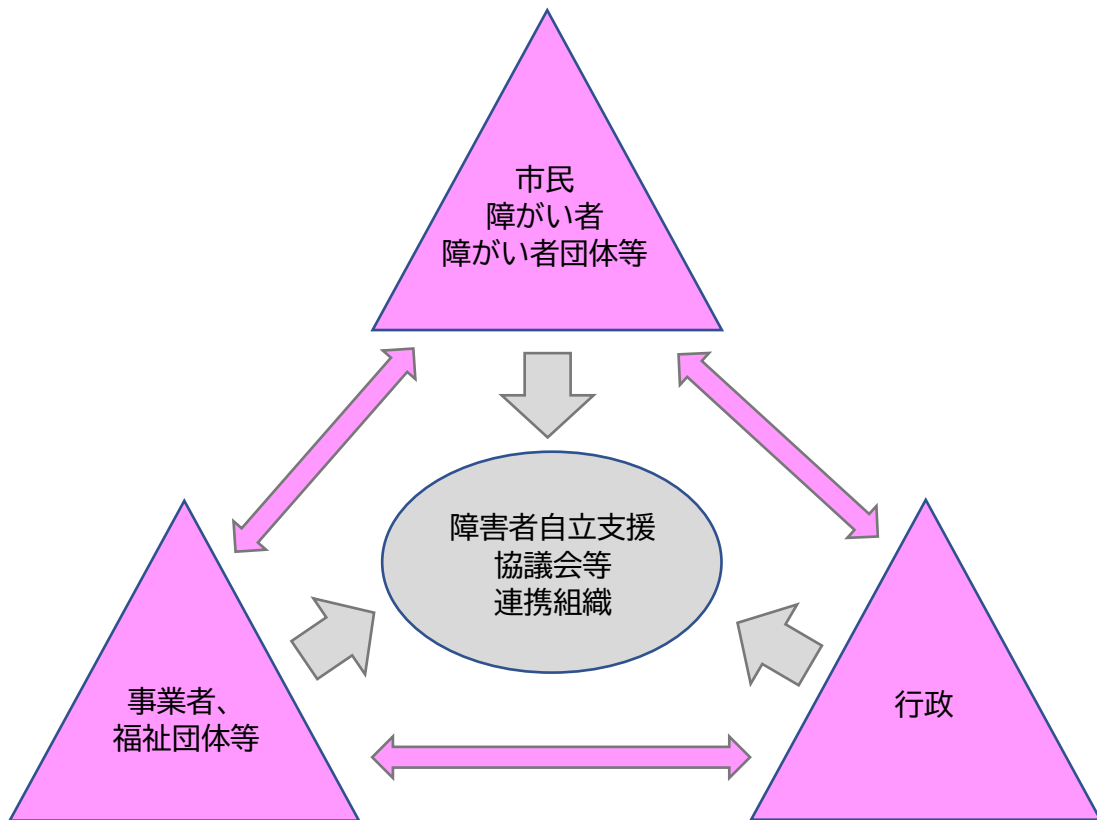 市民
障がい者
障がい者団体等
障害者自立支援
協議会等
連携組織
事業者、
福祉団体等
行政